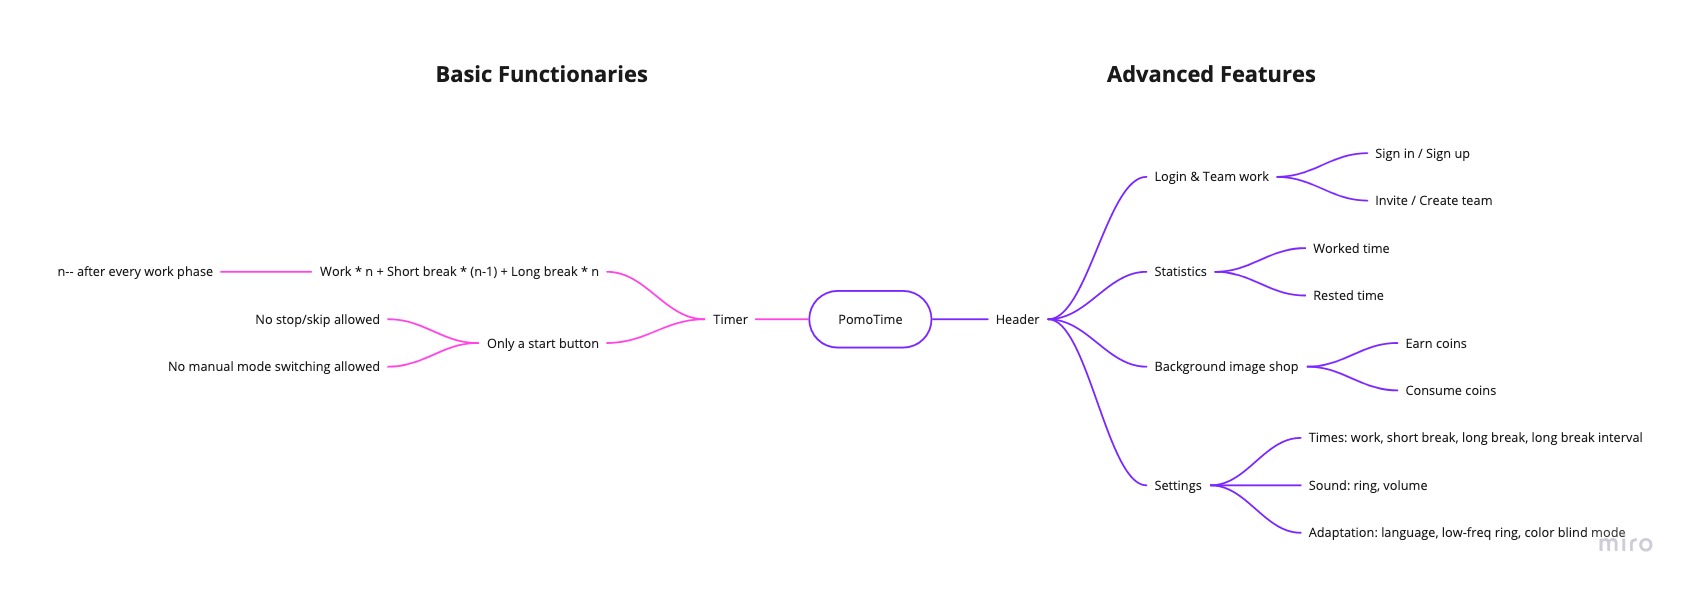 Basic Functionaries
Advanced Features
n-- after every work phase
Work * n + Short break * (n-1) + Long break * n
No stop/skip allowed
No manual mode switching allowed
Only a start button
Timer
PomoTime
Header
Login & Team work
Sign in / Sign up
Invite / Create team
Statistics
Worked time
Rested time
Background image shop
Earn coins
Consume coins
Settings
Times: work, short break, long break, long break interval
Sound: ring, volume
Adaptation: language, low-freq ring, color blind mode
miro